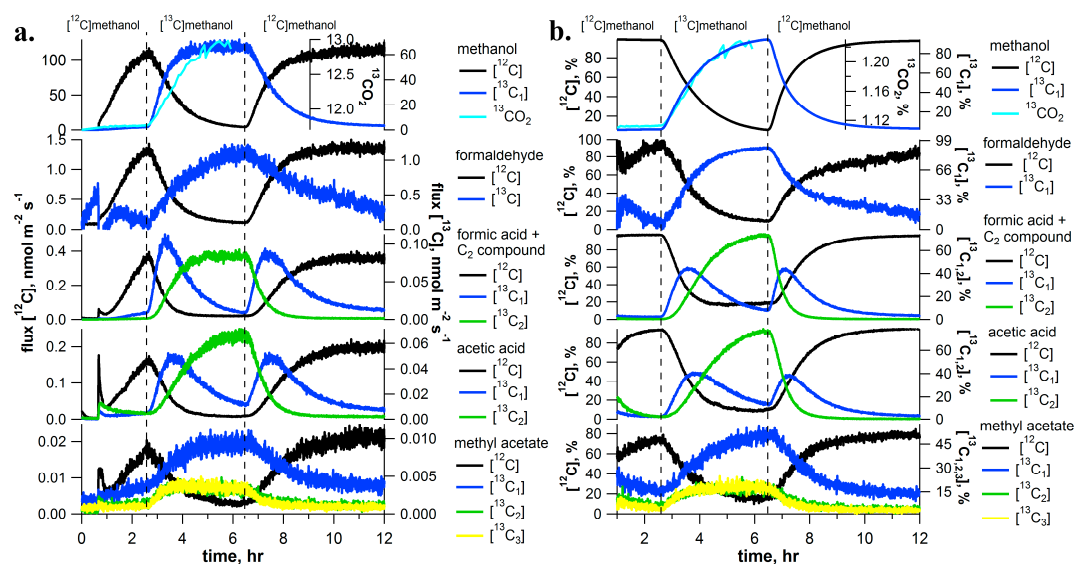 a.
[¹²C]methanol [¹³C]methanol [¹²C]methanol
100
50
0
13.0
12.5
12.0
¹³CO₂
60
40
20
0
methanol
[¹²C]
[¹³C₁]
¹³CO₂
1.5
1.0
0.5
0.0
1.0
0.5
0.0
formaldehyde
[¹²C]
[¹³C]
flux [¹²C], nmol m⁻² s⁻¹
flux [¹³C], nmol m⁻² s⁻¹
0.4
0.2
0.0
0.10
0.05
0.00
formic acid +
C₂ compound
[¹²C]
[¹³C₁]
[¹³C₂]
0.2
0.1
0.0
0.06
0.04
0.02
0.00
acetic acid
[¹²C]
[¹³C₁]
[¹³C₂]
0.02
0.01
0.00
0.010
0.005
0.000
methyl acetate
[¹²C]
[¹³C₁]
[¹³C₂]
[¹³C₃]
0 2 4 6 8 10 12
time, hr
b.
[¹²C]methanol [¹³C]methanol [¹²C]methanol
[¹²C], %
80
60
40
20
0
1.20
1.16
1.12
¹³CO₂, %
80
60
40
20
0
[¹³C₁], %
methanol
[¹²C]
[¹³C₁]
¹³CO₂
[¹²C], %
100
80
60
40
20
0
99
66
33
0
[¹³C₁], %
formaldehyde
[¹²C]
[¹³C₁]
[¹²C], %
80
60
40
20
0
80
60
40
20
0
[¹³C₁,₂], %
formic acid +
C₂ compound
[¹²C]
[¹³C₁]
[¹³C₂]
[¹²C], %
80
60
40
20
0
80
40
0
[¹³C₁,₂], %
acetic acid
[¹²C]
[¹³C₁]
[¹³C₂]
[¹²C], %
80
60
40
20
0
45
30
15
[¹³C₁,₂,₃], %
methyl acetate
[¹²C]
[¹³C₁]
[¹³C₂]
[¹³C₃]
2 4 6 8 10 12
time, hr